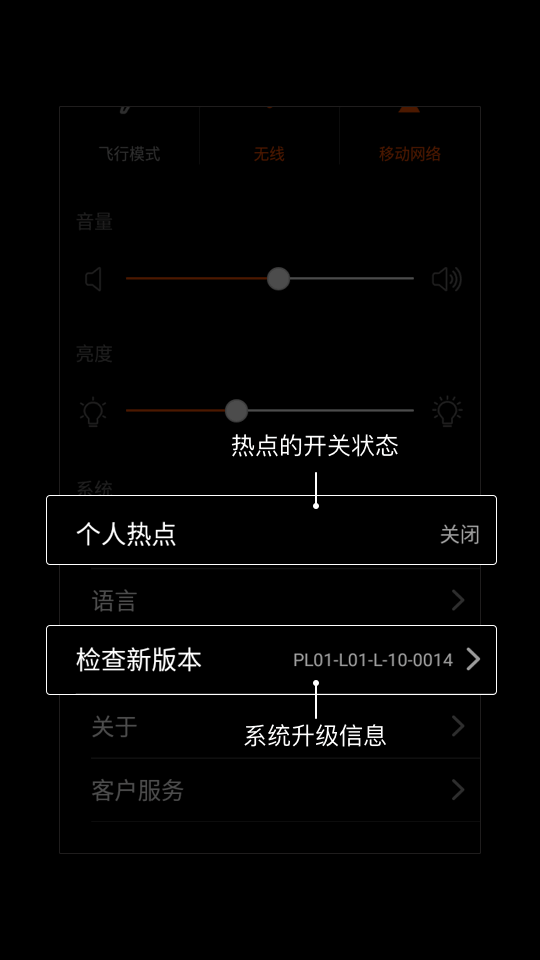 飞行模式 无线 移动网络
音量
亮度
热点的开关状态
系统
个人热点 关闭
语言
检查新版本 PL01-L01-L-10-0014
关于
系统升级信息
客户服务